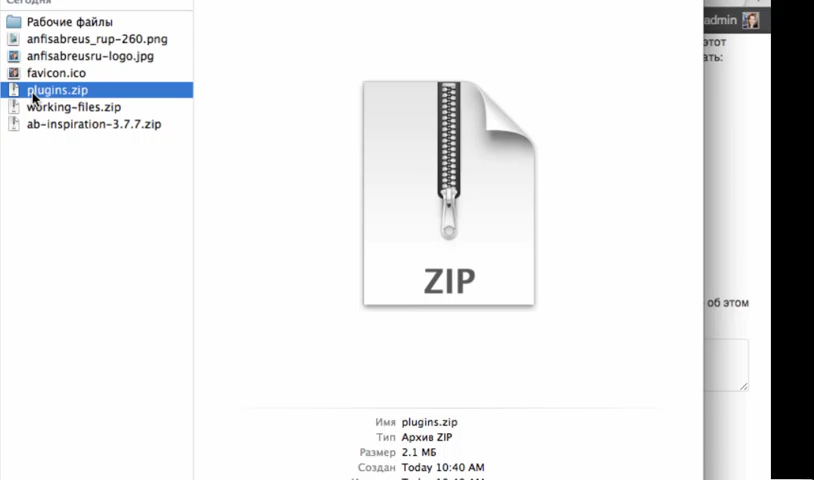 Сегодня
Рабочие файлы
anfisabreus_rup-260.png
anfisabreusru-logo.jpg
favicon.ico
plugins.zip
working-files.zip
ab-inspiration-3.7.7.zip
ZIP
Имя plugins.zip
Тип Архив ZIP
Размер 2.1 МБ
Создан Today 10:40 AM
admin
этот
ать:
об этом